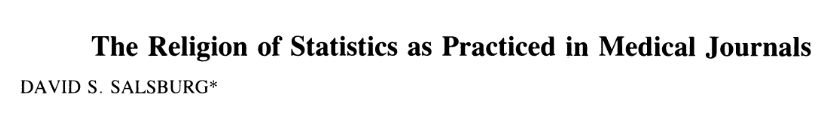 The Religion of Statistics as Practiced in Medical Journals
DAVID S. SALSBURG*